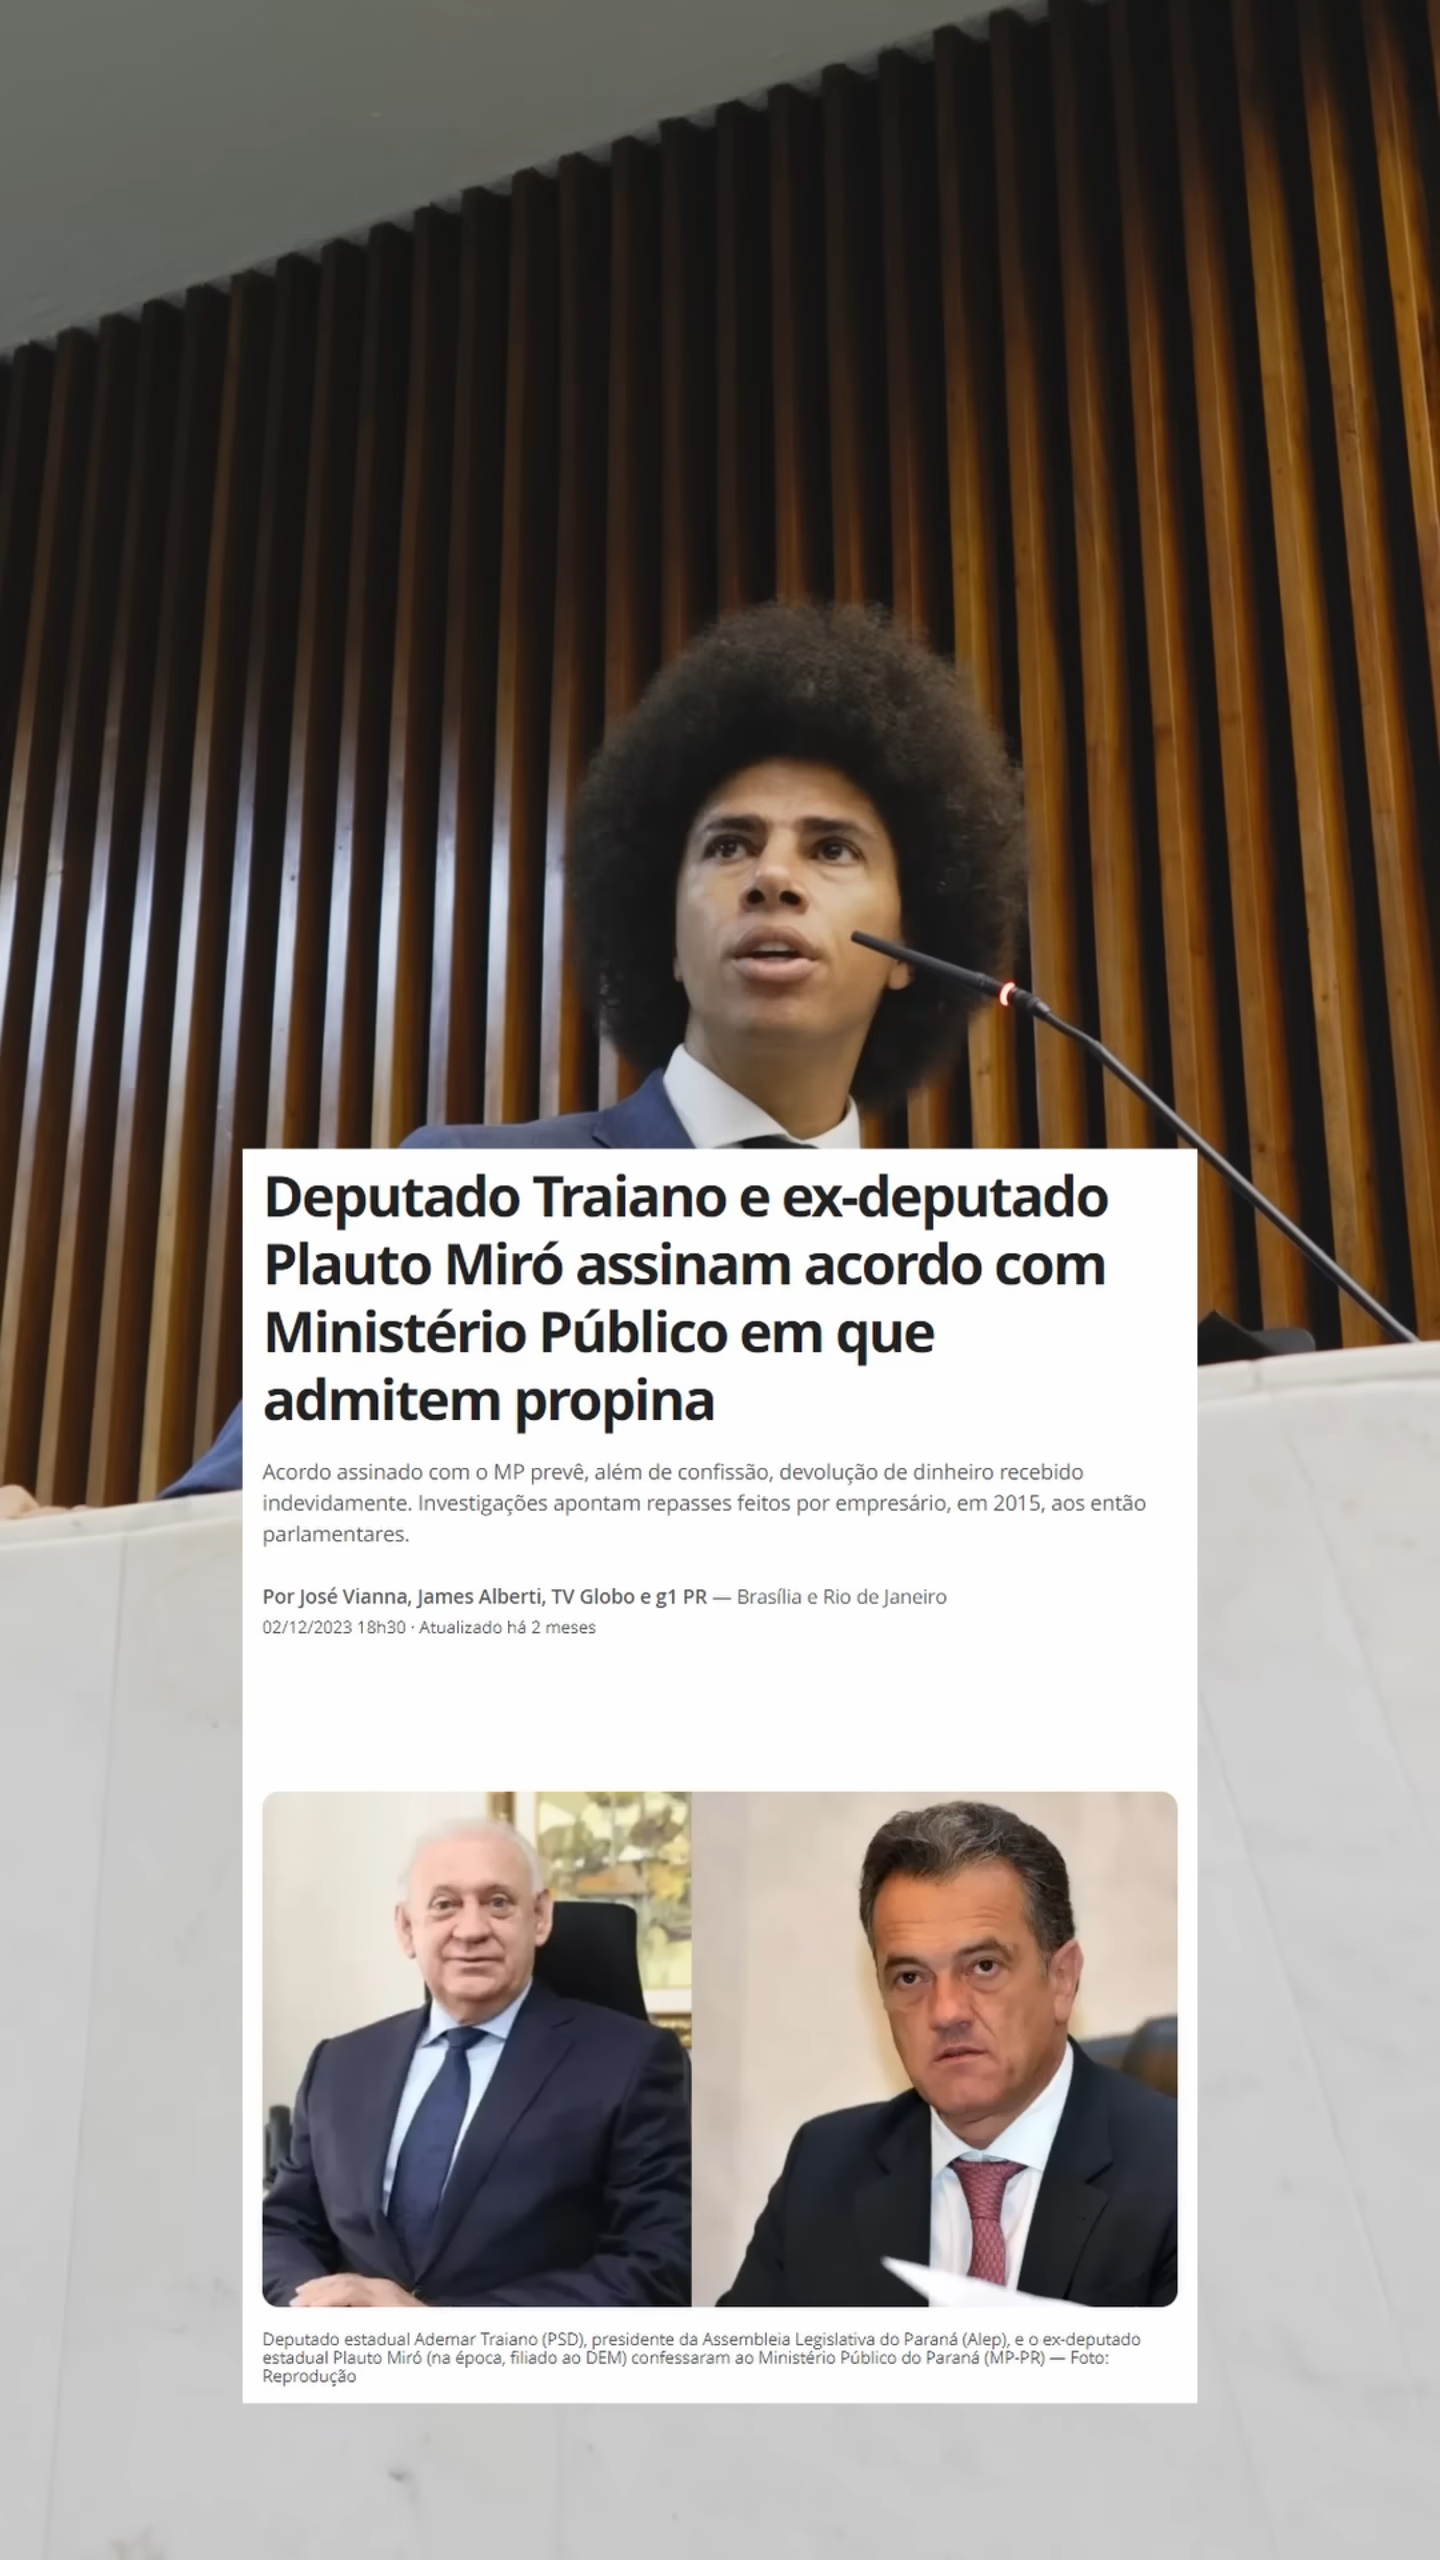 Deputado Traiano e ex-deputado
Plauto Miró assinam acordo com
Ministério Público em que
admitem propina
Acordo assinado com o MP prevê, além de confissão, devolução de dinheiro recebido
indevidamente. Investigações apontam repasses feitos por empresário, em 2015, aos então
parlamentares.
Por José Vianna, James Alberti, TV Globo e g1 PR — Brasília e Rio de Janeiro
02/12/2023 18h30 · Atualizado há 2 meses
Deputado estadual Ademar Traiano (PSD), presidente da Assembleia Legislativa do Paraná (Alep), e o ex-deputado
estadual Plauto Miró (na época, filiado ao DEM) confessaram ao Ministério Público do Paraná (MP-PR) — Foto:
Reprodução